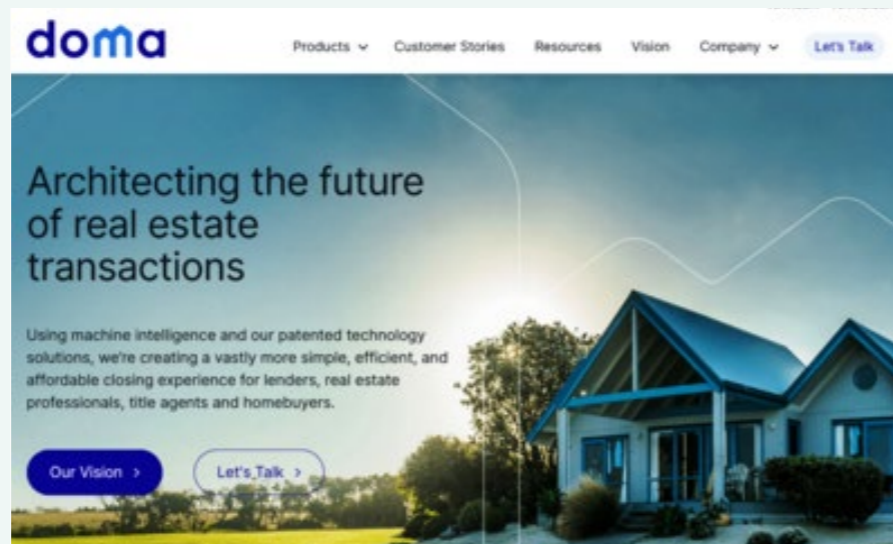 doma
Products
Customer Stories
Resources
Vision
Company
Let's Talk
Architecting the future
of real estate
transactions
Using machine intelligence and our patented technology
solutions, we're creating a vastly more simple, efficient, and
affordable closing experience for lenders, real estate
professionals, title agents and homebuyers.
Our Vision
Let's Talk